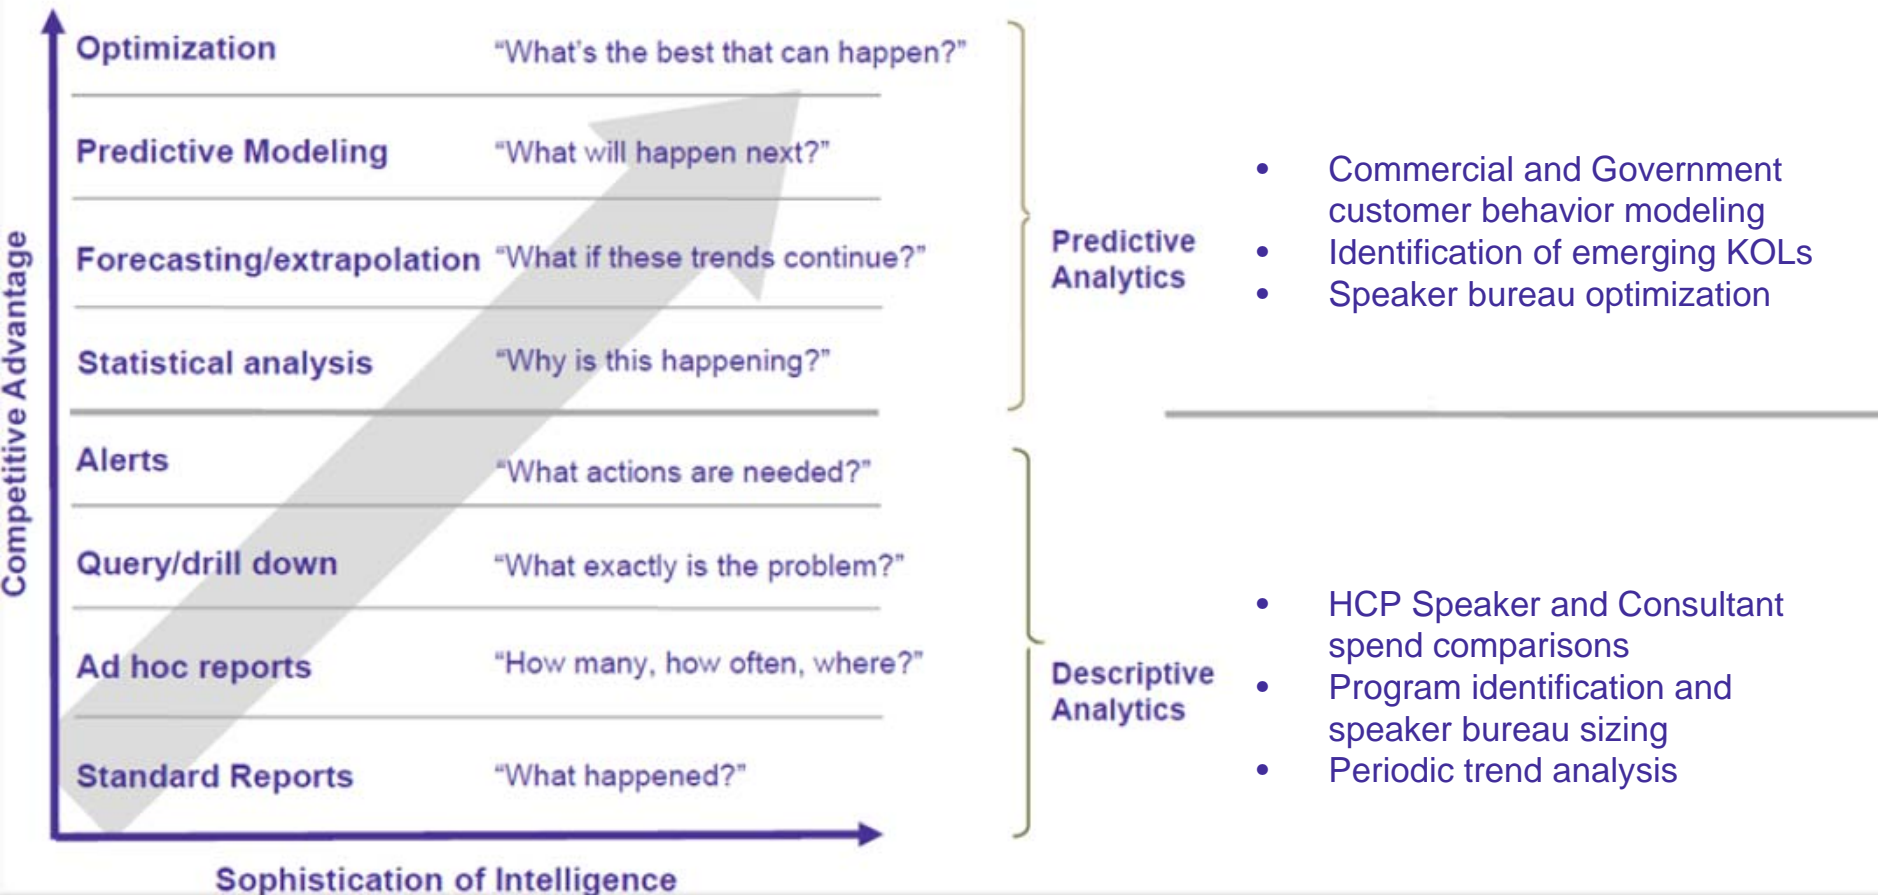 Competitive Advantage
Optimization
“What’s the best that can happen?”
Predictive Modeling
“What will happen next?”
Forecasting/extrapolation
“What if these trends continue?”
Statistical analysis
“Why is this happening?”
Alerts
“What actions are needed?”
Query/drill down
“What exactly is the problem?”
Ad hoc reports
“How many, how often, where?”
Standard Reports
“What happened?”
Sophistication of Intelligence
Predictive
Analytics
• Commercial and Government
customer behavior modeling
• Identification of emerging KOLs
• Speaker bureau optimization
Descriptive
Analytics
• HCP Speaker and Consultant
spend comparisons
• Program identification and
speaker bureau sizing
• Periodic trend analysis